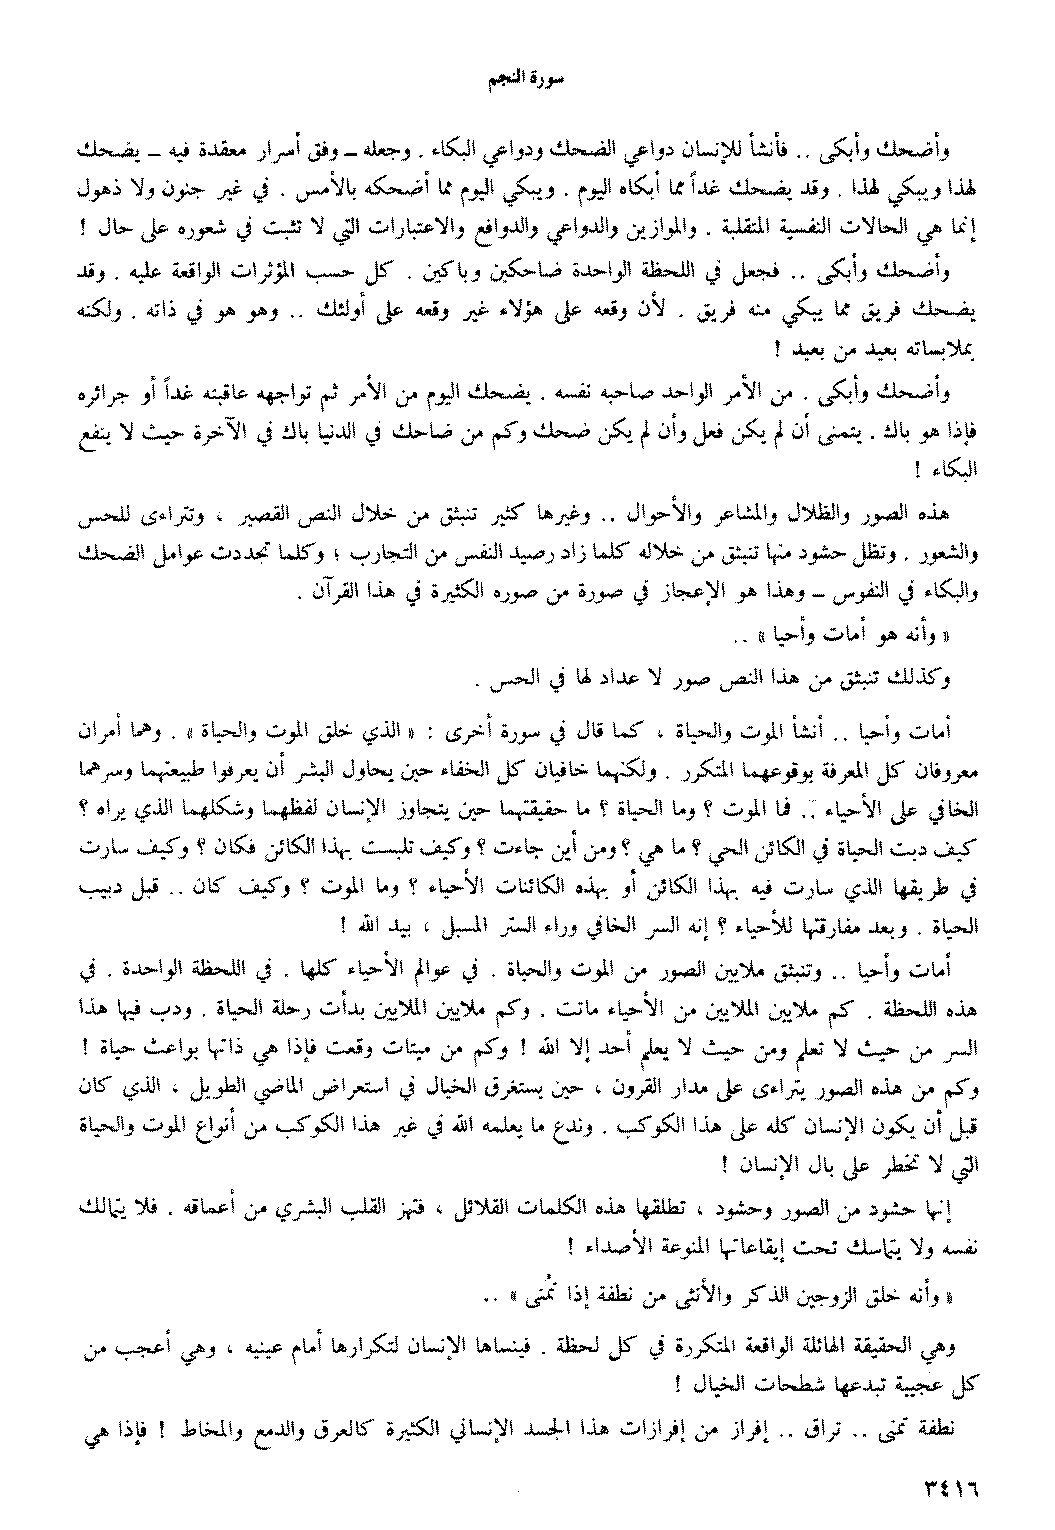 سورة النجم
وأضحك وأبكى .. فأنشأ للإنسان دواعي الضحك ودواعي البكاء . وجعله ــ وفق أسرار معقدة فيه ــ يضحك
لهذا ويبكي لهذا . وقد يضحك غداً مما أبكاه اليوم . ويبكي اليوم مما أضحكه بالأمس . في غير جنون ولا ذهول
إنما هي الحالات النفسية المتقلبة . والموازين والدواعي والدوافع والاعتبارات التي لا تثبت في شعوره على حال !
وأضحك وأبكى .. فجعل في اللحظة الواحدة ضاحكين وباكين . كل حسب المؤثرات الواقعة عليه . وقد
يضحك فريق مما يبكي منه فريق . لأن وقعه على هؤلاء غير وقعه على أولئك .. وهو هو في ذاته . ولكنه
بملابساته بعيد من بعيد !
وأضحك وأبكى . من الأمر الواحد صاحبه نفسه . يضحك اليوم من الأمر ثم تواجهه عاقبته غداً أو جرائره
فإذا هو باك . يتمنى أن لم يكن فعل وأن لم يكن ضحك وكم من ضاحك في الدنيا باك في الآخرة حيث لا ينفع
البكاء !
هذه الصور والظلال والمشاعر والأحوال .. وغيرها كثير تنبثق من خلال النص القصير ، وتتراءى للحس
والشعور . وتظل حشود منها تنبثق من خلاله كلما زاد رصيد النفس من التجارب ؛ وكلما تجددت عوامل الضحك
والبكاء في النفوس ــ وهذا هو الإعجاز في صورة من صوره الكثيرة في هذا القرآن .
« وأنه هو أمات وأحيا » ..
وكذلك تنبثق من هذا النص صور لا عداد لها في الحس .
أمات وأحيا .. أنشأ الموت والحياة ، كما قال في سورة أخرى : « الذي خلق الموت والحياة » . وهما أمران
معروفان كل المعرفة بوقوعهما المتكرر . ولكنهما خافيان كل الخفاء حين يحاول البشر أن يعرفوا طبيعتهما وسرهما
الخافي على الأحياء .. فما الموت ؟ وما الحياة ؟ ما حقيقتهما حين يتجاوز الإنسان لفظهما وشكلهما الذي يراه ؟
كيف دبت الحياة في الكائن الحي ؟ ما هي ؟ ومن أين جاءت ؟ وكيف تلبست بهذا الكائن فكان ؟ وكيف سارت
في طريقها الذي سارت فيه بهذا الكائن أو بهذه الكائنات الأحياء ؟ وما الموت ؟ وكيف كان .. قبل دبيب
الحياة . وبعد مفارقتها للأحياء ؟ إنه السر الخافي وراء الستر المسبل ، بيد الله !
أمات وأحيا .. وتنبثق ملايين الصور من الموت والحياة . في عوالم الأحياء كلها . في اللحظة الواحدة . في
هذه اللحظة . كم ملايين الملايين من الأحياء ماتت . وكم ملايين الملايين بدأت رحلة الحياة . ودب فيها هذا
السر من حيث لا تعلم ومن حيث لا يعلم أحد إلا الله ! وكم من ميتات وقعت فإذا هي ذاتها بواعث حياة !
وكم من هذه الصور يتراءى على مدار القرون ، حين يستغرق الخيال في استعراض الماضي الطويل ، الذي كان
قبل أن يكون الإنسان كله على هذا الكوكب . وندع ما يعلمه الله في غير هذا الكوكب من أنواع الموت والحياة
التي لا تخطر على بال الإنسان !
إنها حشود من الصور وحشود ، تطلقها هذه الكلمات القلائل ، فتهز القلب البشري من أعماقه . فلا يتمالك
نفسه ولا يتماسك تحت إيقاعاتها المنوعة الأصداء !
« وأنه خلق الزوجين الذكر والأنثى من نطفة إذا تُمنى » ..
وهي الحقيقة الهائلة الواقعة المتكررة في كل لحظة . فينساها الإنسان لتكرارها أمام عينيه ، وهي أعجب من
كل عجيبة تبدعها شطحات الخيال !
نطفة تمنى .. تراق .. إفراز من إفرازات هذا الجسد الإنساني الكثيرة كالعرق والدمع والمخاط ! فإذا هي
٣٤١٦